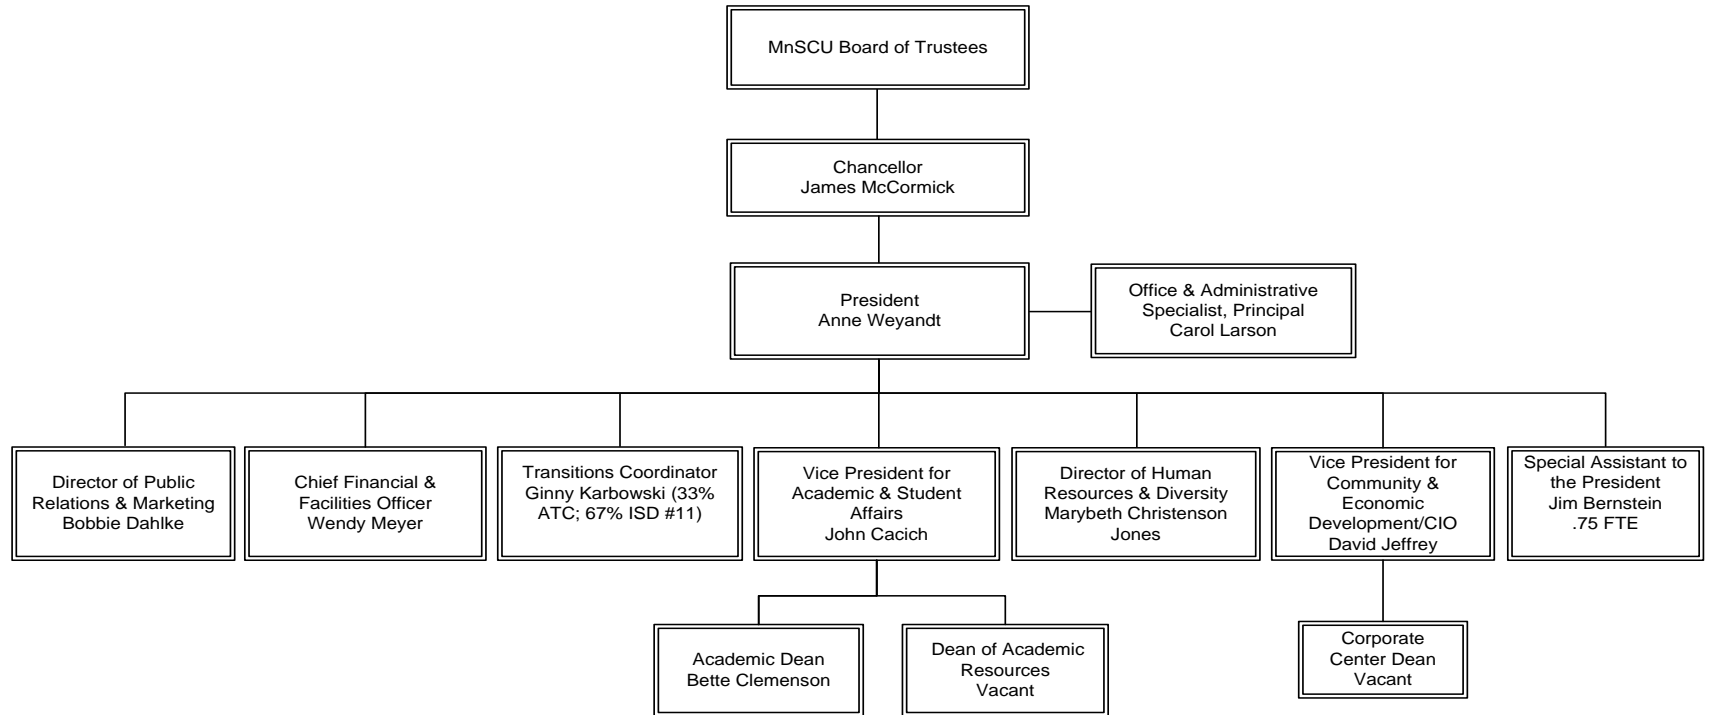 MnSCU Board of Trustees
Chancellor
James McCormick
President
Anne Weyandt
Office & Administrative
Specialist, Principal
Carol Larson
Director of Public
Relations & Marketing
Bobbie Dahlke
Chief Financial &
Facilities Officer
Wendy Meyer
Transitions Coordinator
Ginny Karbowski (33%
ATC; 67% ISD #11)
Vice President for
Academic & Student
Affairs
John Cacich
Director of Human
Resources & Diversity
Marybeth Christenson
Jones
Vice President for
Community &
Economic
Development/CIO
David Jeffrey
Special Assistant to
the President
Jim Bernstein
.75 FTE
Academic Dean
Bette Clemenson
Dean of Academic
Resources
Vacant
Corporate
Center Dean
Vacant